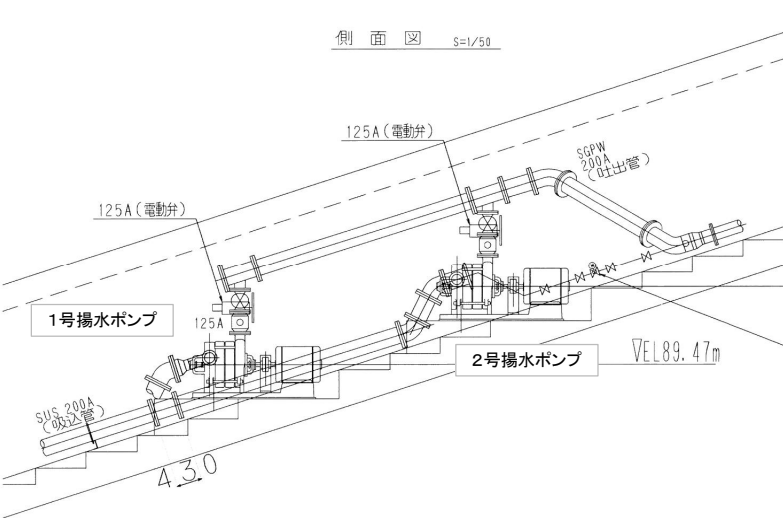 側面図 S=1/50
125A(電動弁)
SGPW
200A
(吐出管)
125A(電動弁)
1号揚水ポンプ
125A
2号揚水ポンプ
▽EL89.47m
SUS 200A
(吸込管)
430